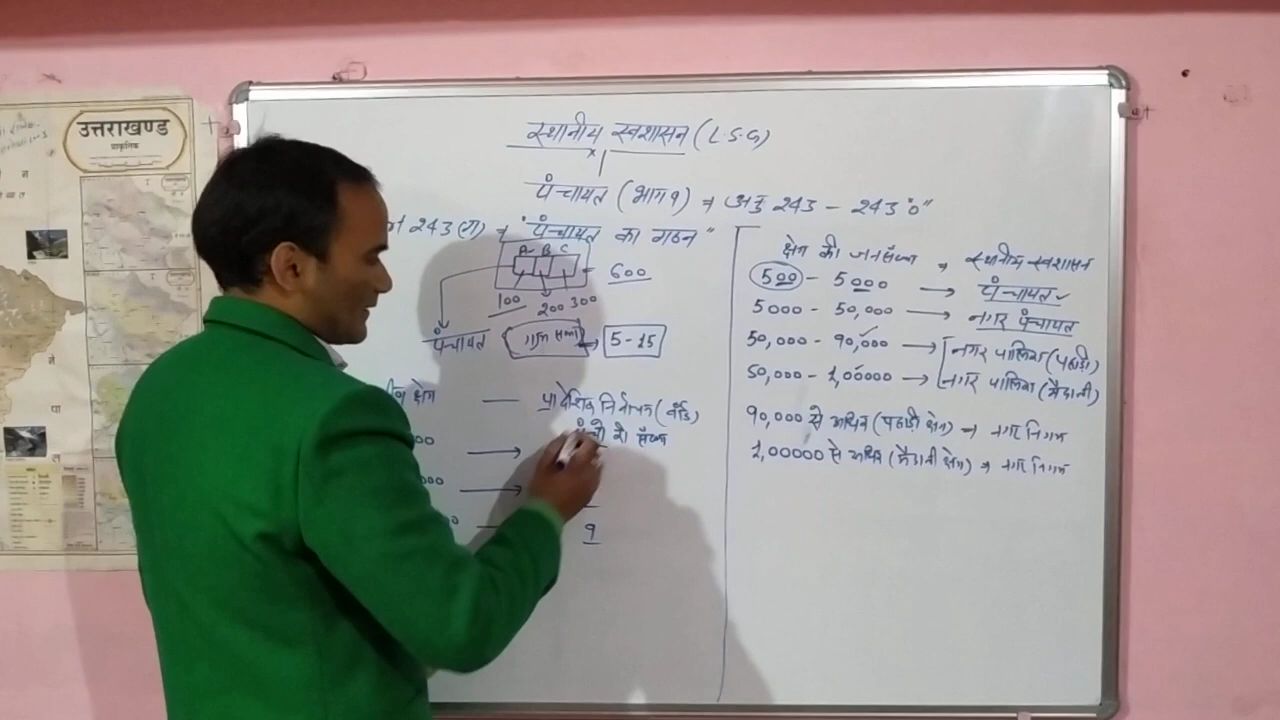 उत्तराखण्ड
प्राकृतिक
स्थानीय स्वशासन (L.S.G)
पंचायत (भाग 9) → अनु 243 - 243"O"
243(ग) → "पंचायत का गठन"
A B C
600
100 200 300
पंचायत ग्राम सभा → 5-15
क्षेत्र — प्रादेशिक निर्वाचन (वार्ड)
की संख्या
9
क्षेत्र की जनसंख्या → स्थानीय स्वशासन
500 - 5000 → पंचायत
5000 - 50,000 → नगर पंचायत
50,000 - 90,000 → नगर पालिका (पहाड़ी)
50,000 - 1,00000 → नगर पालिका (मैदानी)
90,000 से अधिक (पहाड़ी क्षेत्र) → नगर निगम
1,00000 से अधिक (मैदानी क्षेत्र) → नगर निगम